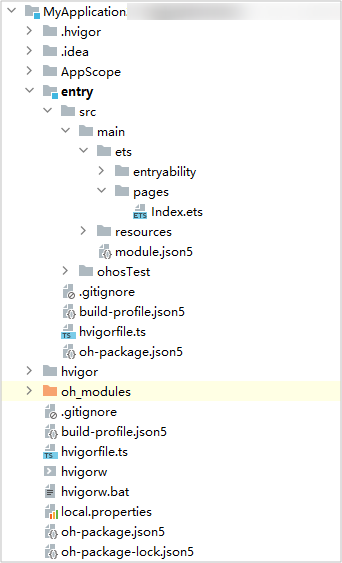 MyApplication
.hvigor
.idea
AppScope
entry
src
main
ets
entryability
pages
Index.ets
resources
module.json5
ohosTest
.gitignore
build-profile.json5
hvigorfile.ts
oh-package.json5
hvigor
oh_modules
.gitignore
build-profile.json5
hvigorfile.ts
hvigorw
hvigorw.bat
local.properties
oh-package.json5
oh-package-lock.json5